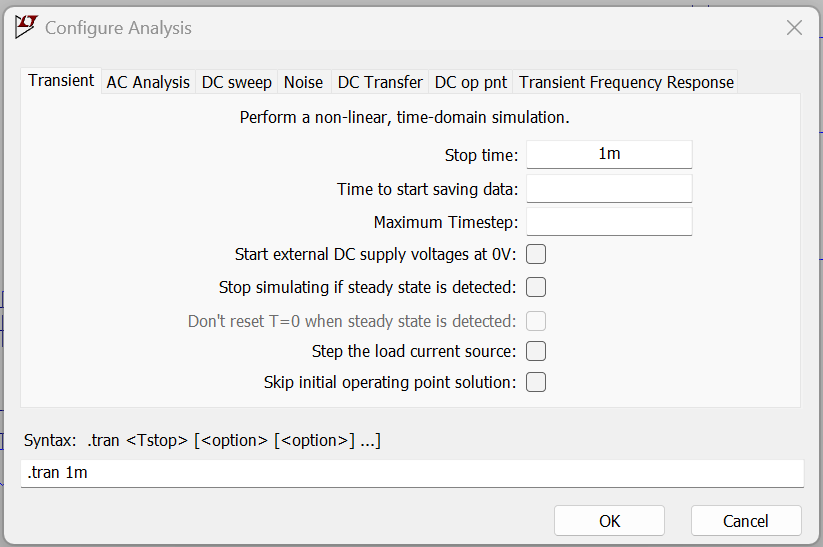 Configure Analysis
Transient AC Analysis DC sweep Noise DC Transfer DC op pnt Transient Frequency Response
Perform a non-linear, time-domain simulation.
Stop time: 1m
Time to start saving data:
Maximum Timestep:
Start external DC supply voltages at 0V:
Stop simulating if steady state is detected:
Don't reset T=0 when steady state is detected:
Step the load current source:
Skip initial operating point solution:
Syntax: .tran <Tstop> [<option> [<option>] ...]
.tran 1m
OK Cancel